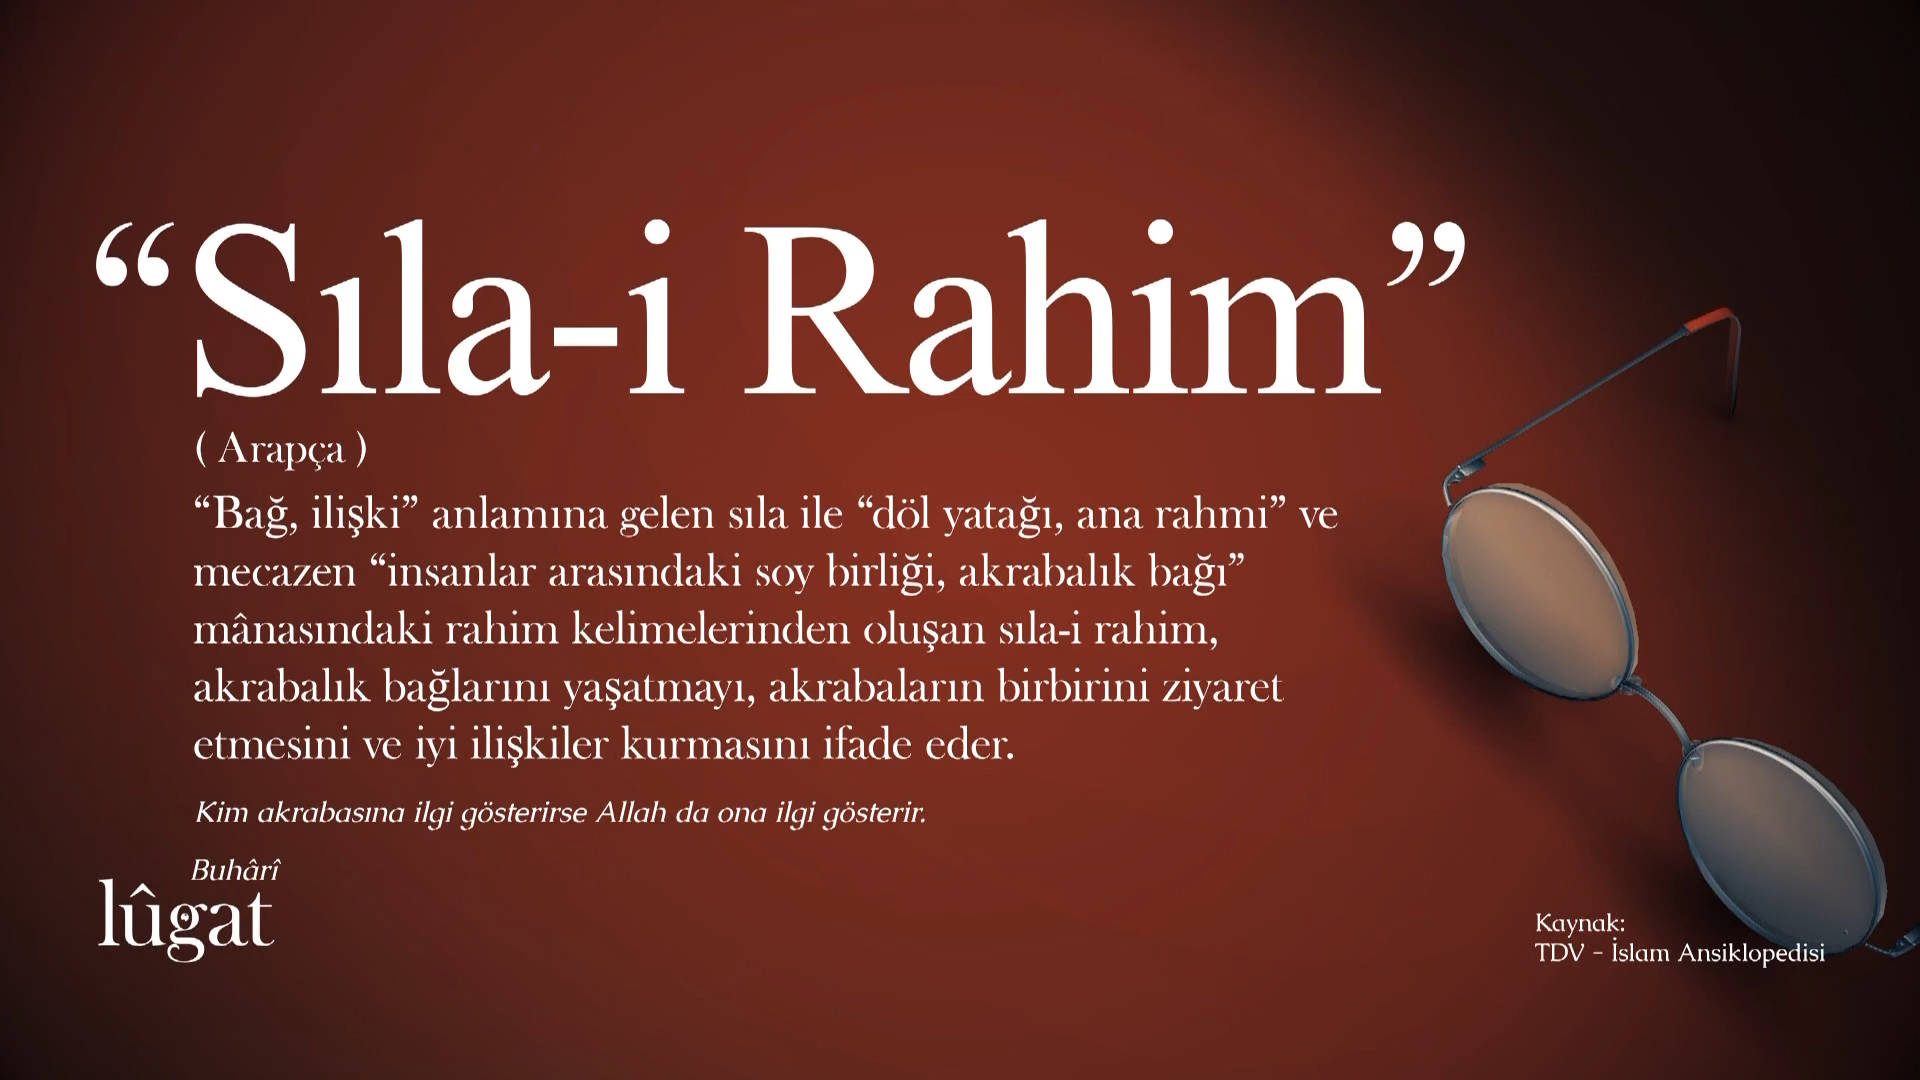 “Sıla-i Rahim”
( Arapça )
“Bağ, ilişki” anlamına gelen sıla ile “döl yatağı, ana rahmi” ve
mecazen “insanlar arasındaki soy birliği, akrabalık bağı”
mânasındaki rahim kelimelerinden oluşan sıla-i rahim,
akrabalık bağlarını yaşatmayı, akrabaların birbirini ziyaret
etmesini ve iyi ilişkiler kurmasını ifade eder.
Kim akrabasına ilgi gösterirse Allah da ona ilgi gösterir.
Buhârî
lûgat
Kaynak:
TDV - İslam Ansiklopedisi